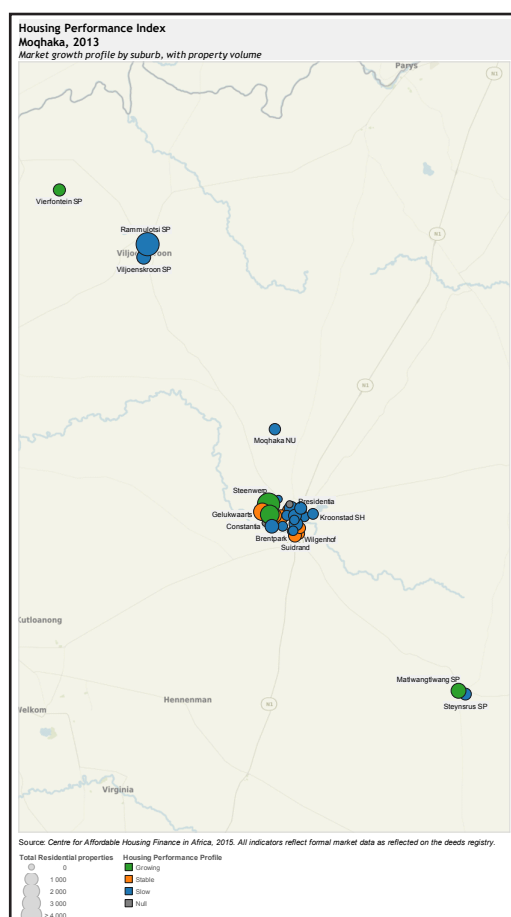 Housing Performance Index
Moqhaka, 2013
Market growth profile by suburb, with property volume
Parys
N1
Vierfontein SP
N1
Rammulotsi SP
Viljoenskroon SP
N1
Moqhaka NU
Steenwerp
Presidentia
Gelukwaarts
Kroonstad SH
Constantia
Brentpark
Wilgenhof
Suidrand
Kutloanong
Matlwangtlwang SP
Hennenman
N1
Steynsrus SP
Welkom
Virginia
Source: Centre for Affordable Housing Finance in Africa, 2015. All indicators reflect formal market data as reflected on the deeds registry.
Total Residential properties
0
1 000
2 000
3 000
≥ 4 000
Housing Performance Profile
Growing
Stable
Slow
Null